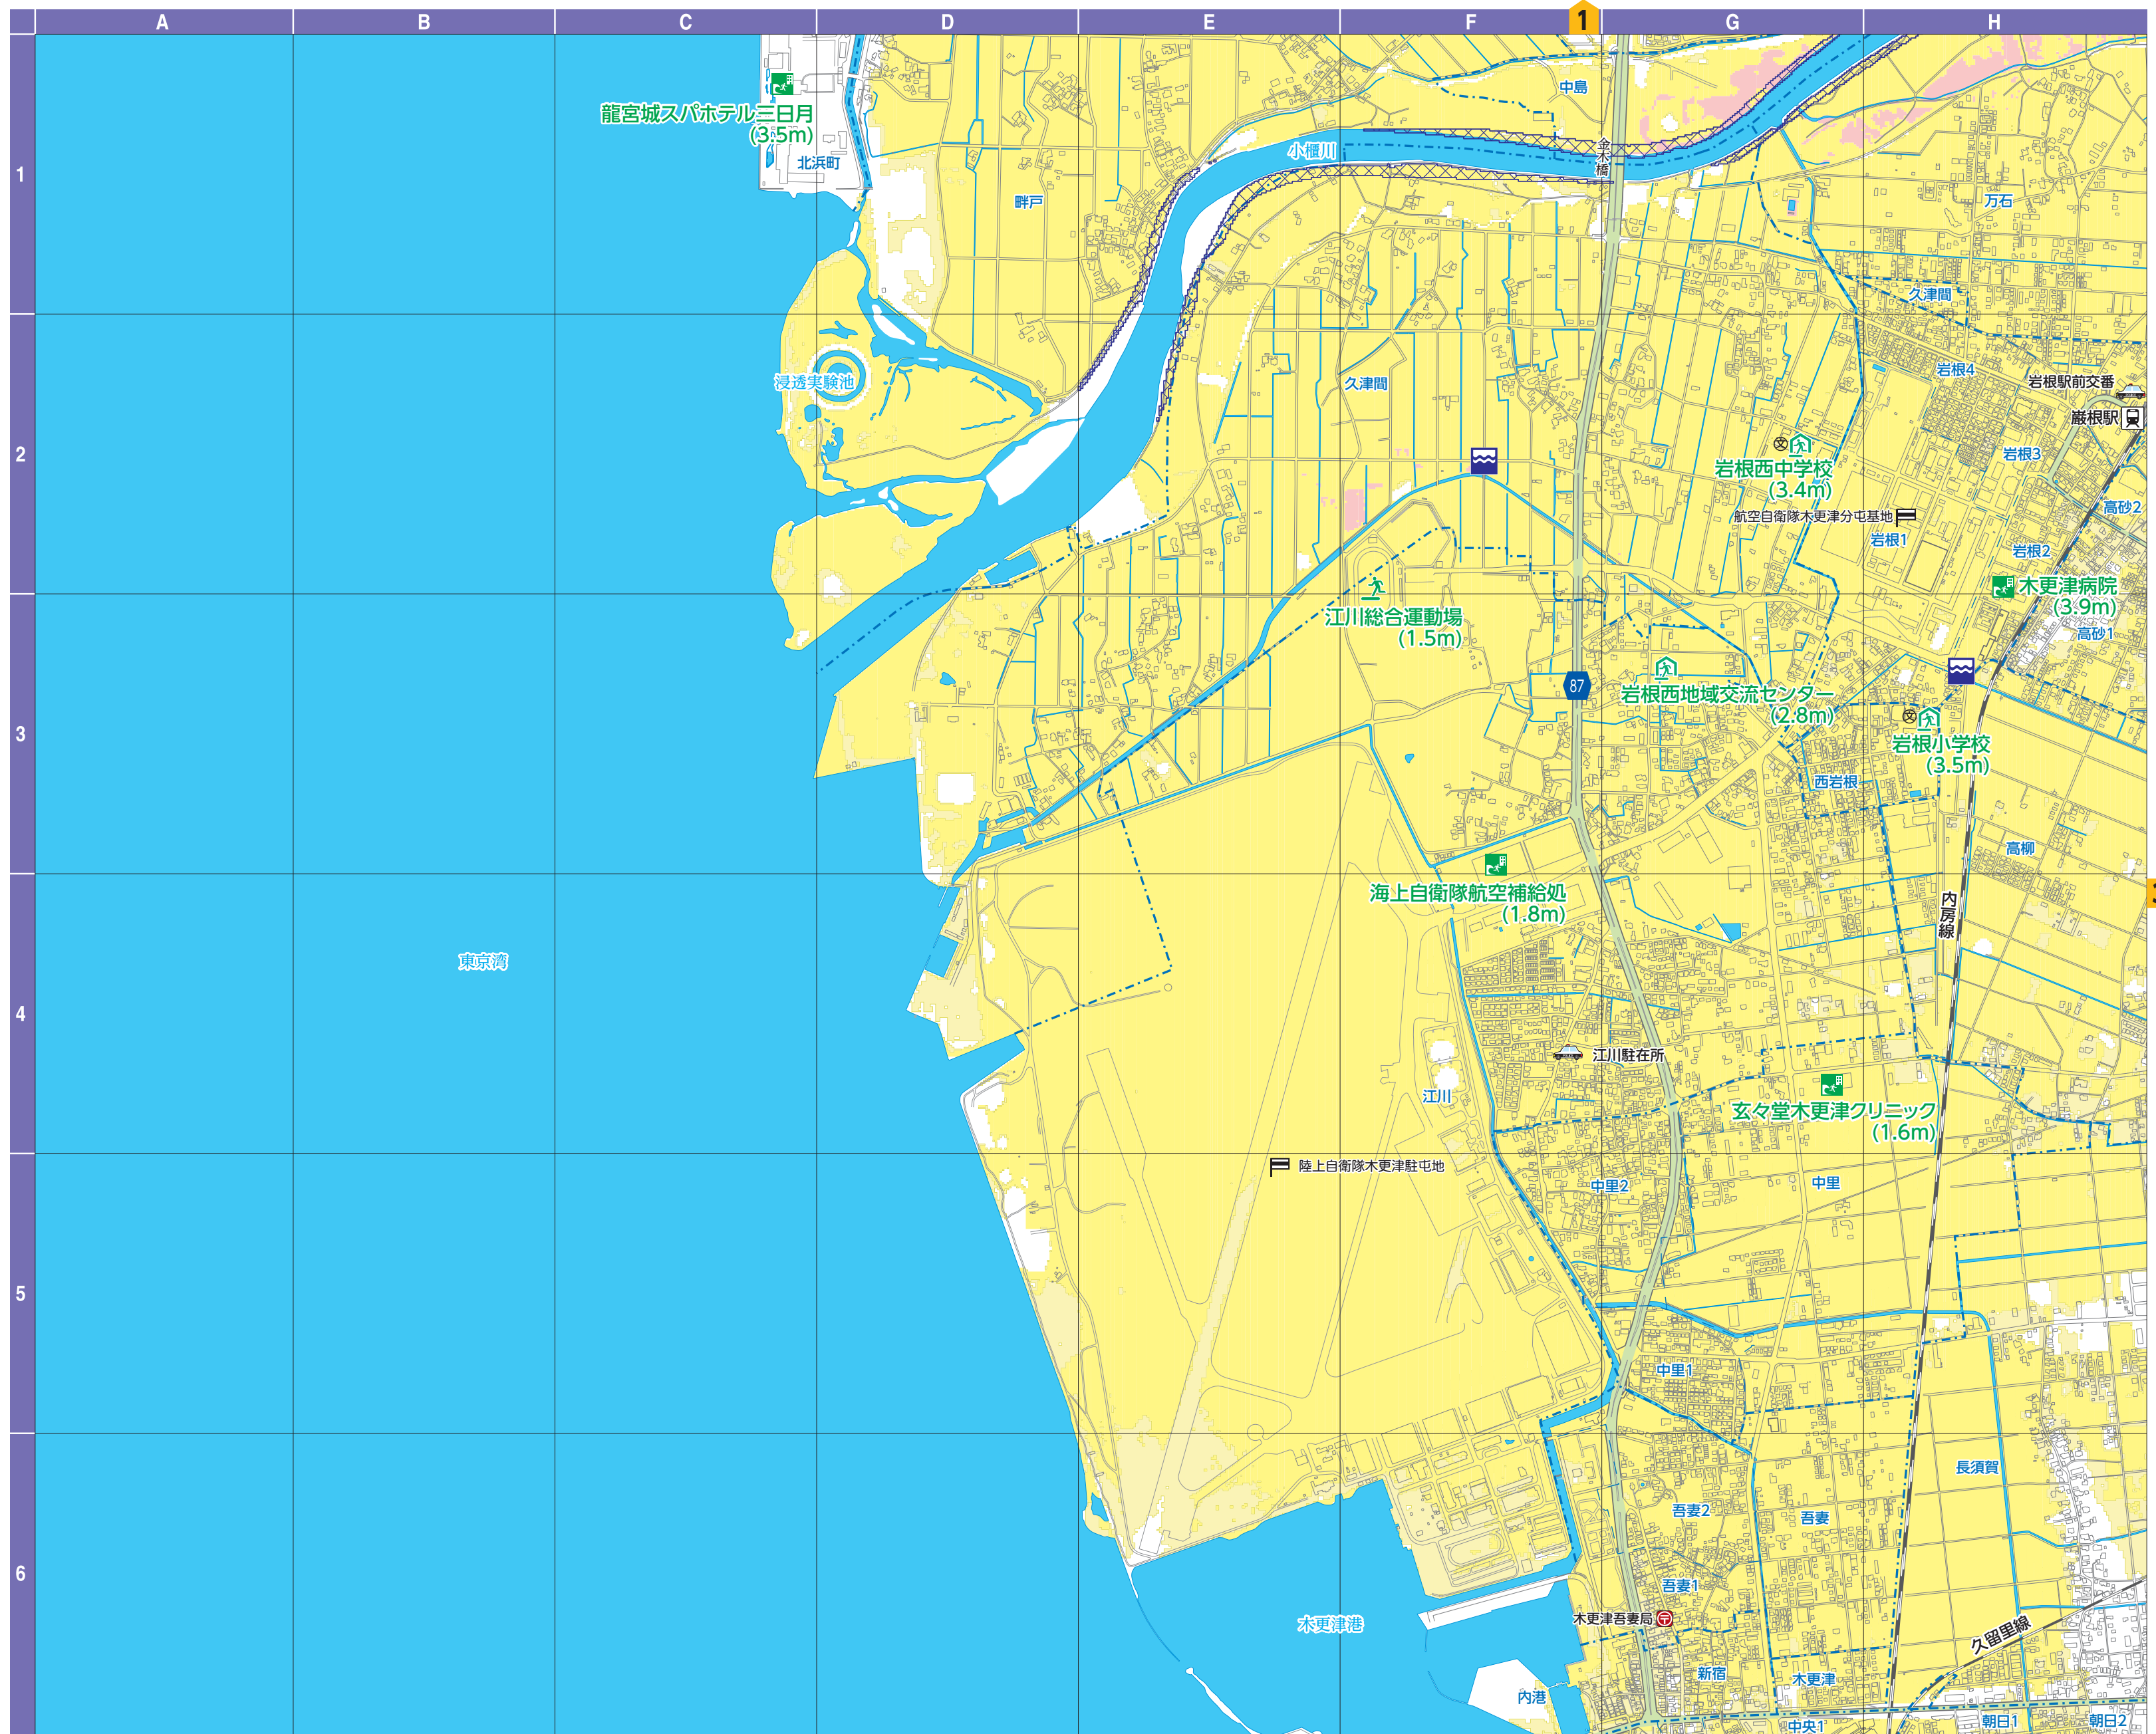 A
B
C
D
E
F
1
G
H
1
2
3
4
5
6
龍宮城スパホテル三日月
(3.5m)
北浜町
畔戸
小櫃川
中島
金木橋
万石
久津間
浸透実験池
久津間
岩根4
岩根駅前交番
巌根駅
岩根3
岩根西中学校
(3.4m)
高砂2
航空自衛隊木更津分屯基地
岩根1
岩根2
木更津病院
(3.9m)
高砂1
江川総合運動場
(1.5m)
87
岩根西地域交流センター
(2.8m)
岩根小学校
(3.5m)
西岩根
高柳
海上自衛隊航空補給処
(1.8m)
内房線
東京湾
江川駐在所
江川
玄々堂木更津クリニック
(1.6m)
陸上自衛隊木更津駐屯地
中里2
中里
中里1
長須賀
吾妻2
吾妻
吾妻1
木更津吾妻局
木更津港
久留里線
新宿
木更津
内港
中央1
朝日1
朝日2